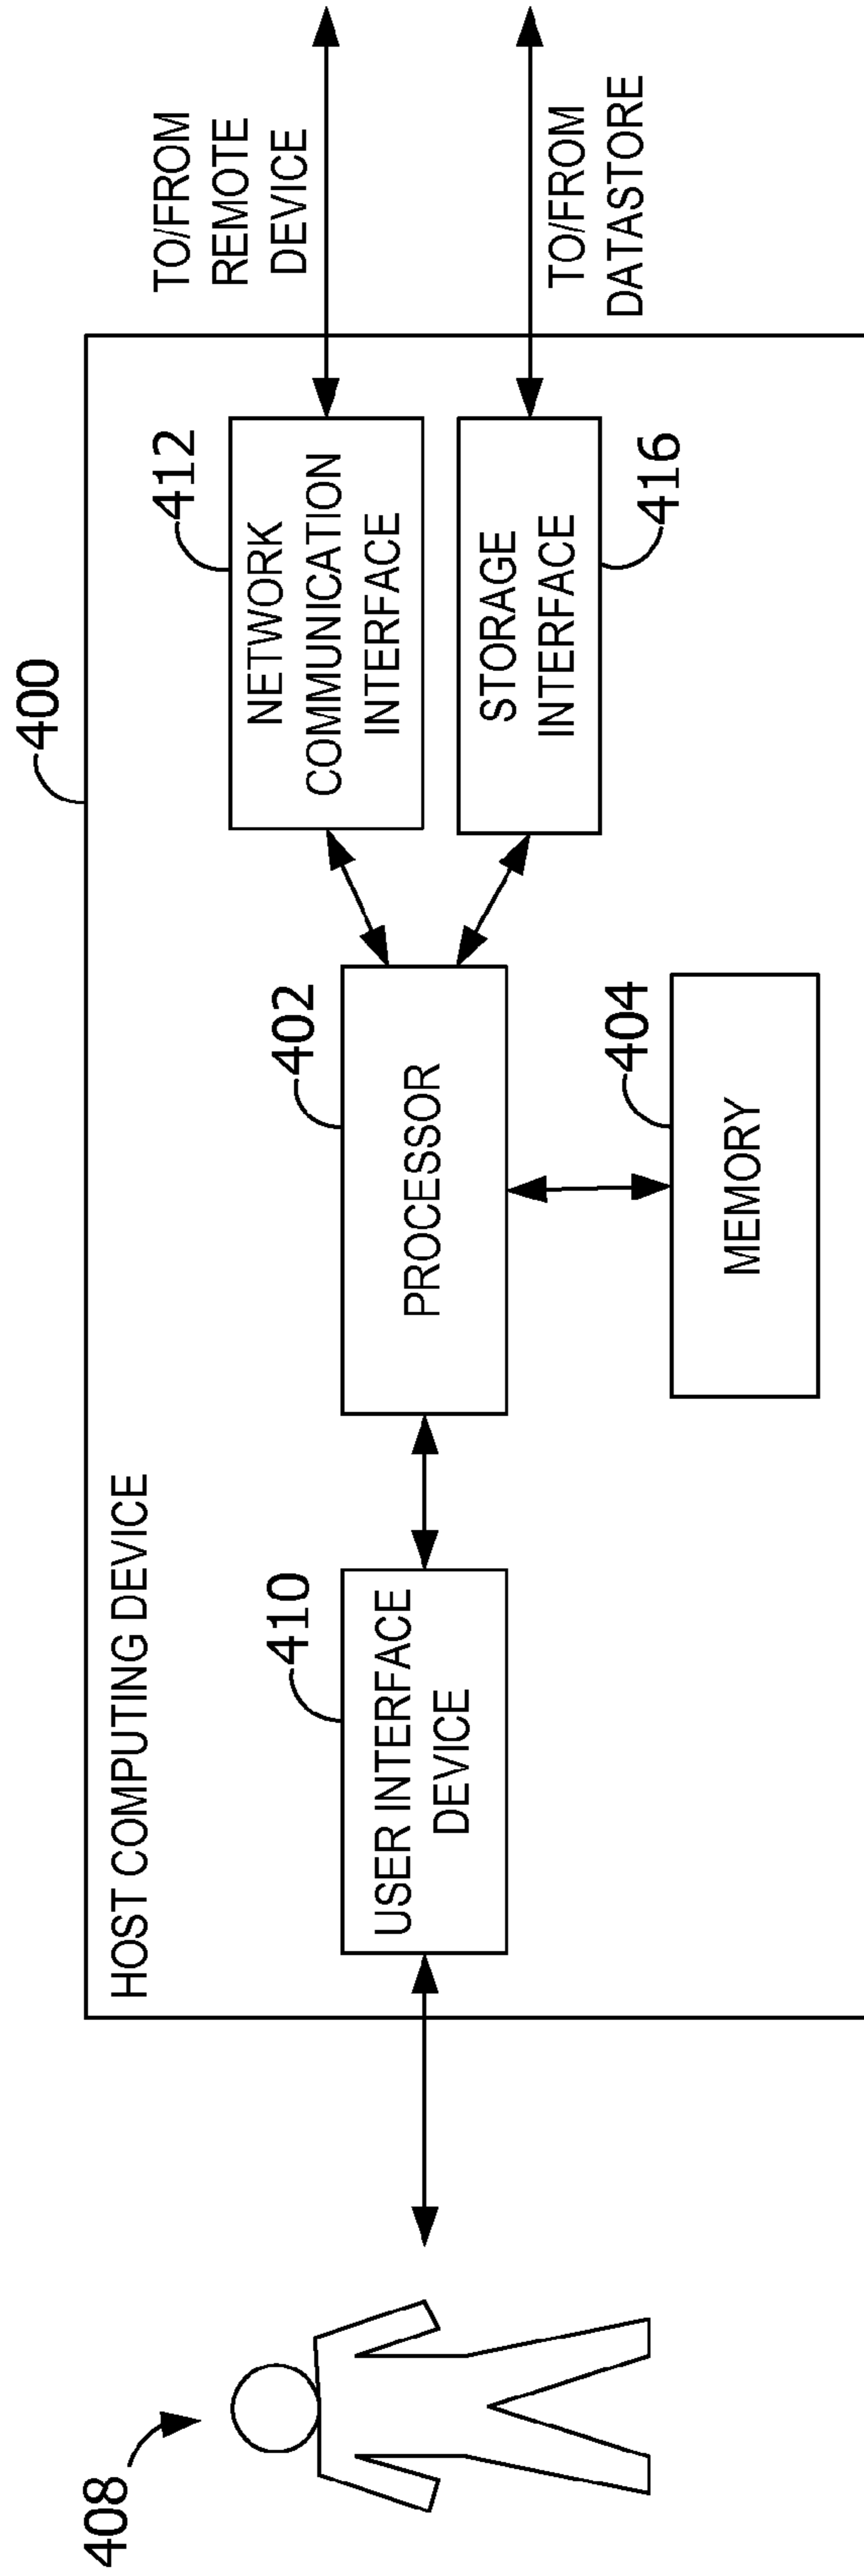 400
HOST COMPUTING DEVICE
408
410
USER INTERFACE
DEVICE
402
PROCESSOR
404
MEMORY
412
NETWORK
COMMUNICATION
INTERFACE
STORAGE
INTERFACE
416
TO/FROM
REMOTE
DEVICE
TO/FROM
DATASTORE